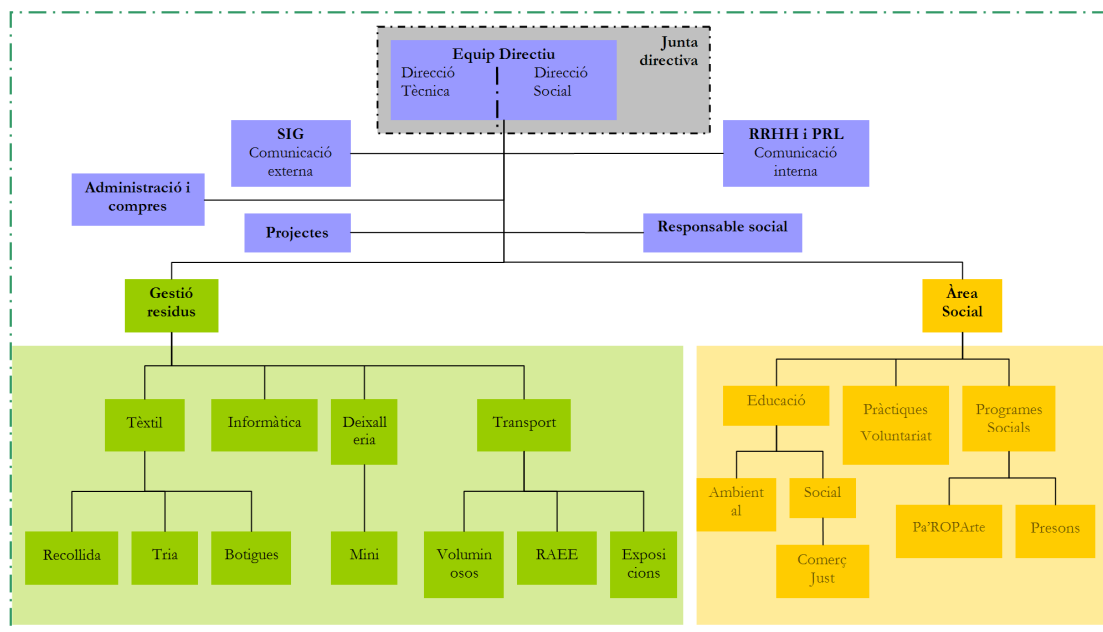 Junta
directiva
Equip Directiu
Direcció
Tècnica
Direcció
Social
SIG
Comunicació
externa
RRHH i PRL
Comunicació
interna
Administració i
compres
Projectes
Responsable social
Gestió
residus
Àrea
Social
Tèxtil
Informàtica
Deixall
eria
Transport
Educació
Pràctiques
Voluntariat
Programes
Socials
Recollida
Tria
Botigues
Mini
Volumin
osos
RAEE
Exposi
cions
Ambient
al
Social
Comerç
Just
Pa’ROPArte
Presons